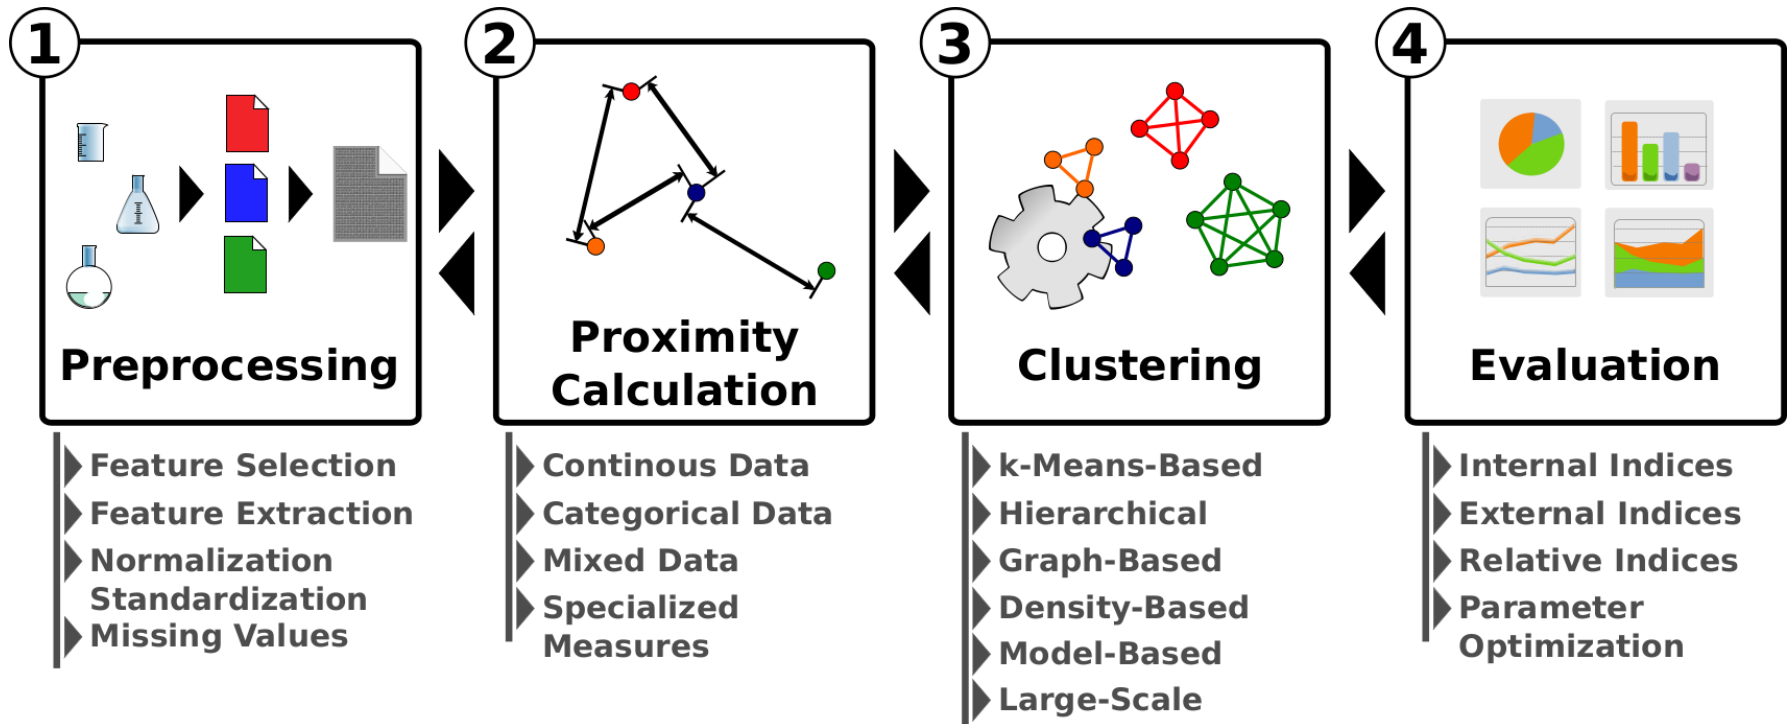 1
Preprocessing
Feature Selection
Feature Extraction
Normalization
Standardization
Missing Values
2
Proximity
Calculation
Continous Data
Categorical Data
Mixed Data
Specialized
Measures
3
Clustering
k-Means-Based
Hierarchical
Graph-Based
Density-Based
Model-Based
Large-Scale
4
Evaluation
Internal Indices
External Indices
Relative Indices
Parameter
Optimization